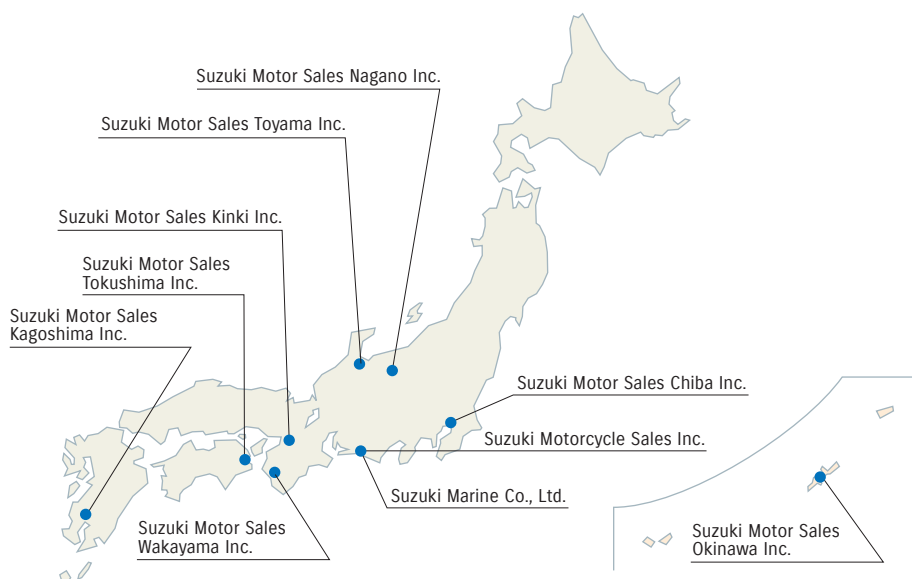 Suzuki Motor Sales Nagano Inc.
Suzuki Motor Sales Toyama Inc.
Suzuki Motor Sales Kinki Inc.
Suzuki Motor Sales
Tokushima Inc.
Suzuki Motor Sales
Kagoshima Inc.
Suzuki Motor Sales Chiba Inc.
Suzuki Motorcycle Sales Inc.
Suzuki Marine Co., Ltd.
Suzuki Motor Sales
Wakayama Inc.
Suzuki Motor Sales
Okinawa Inc.